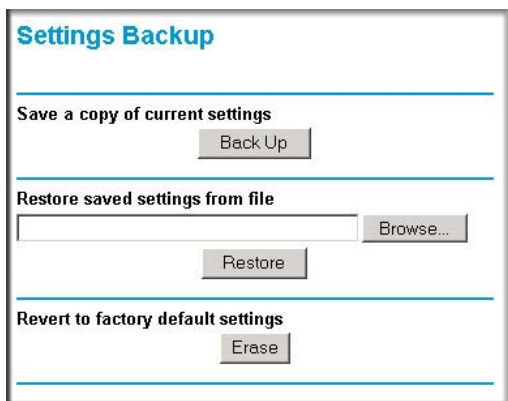 Settings Backup
Save a copy of current settings
Back Up
Restore saved settings from file
Browse...
Restore
Revert to factory default settings
Erase